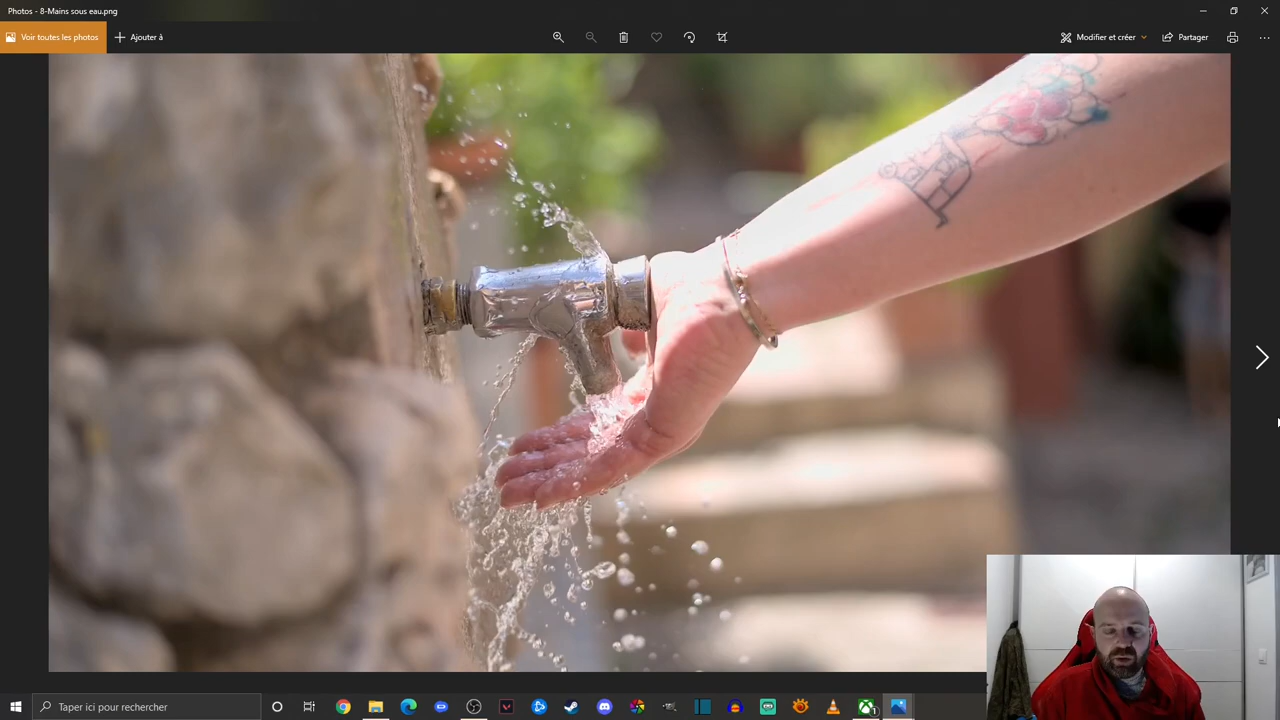 Photos - 8-Mains sous eau.png
Voir toutes les photos
Ajouter à
Modifier et créer
Partager
Taper ici pour rechercher
1